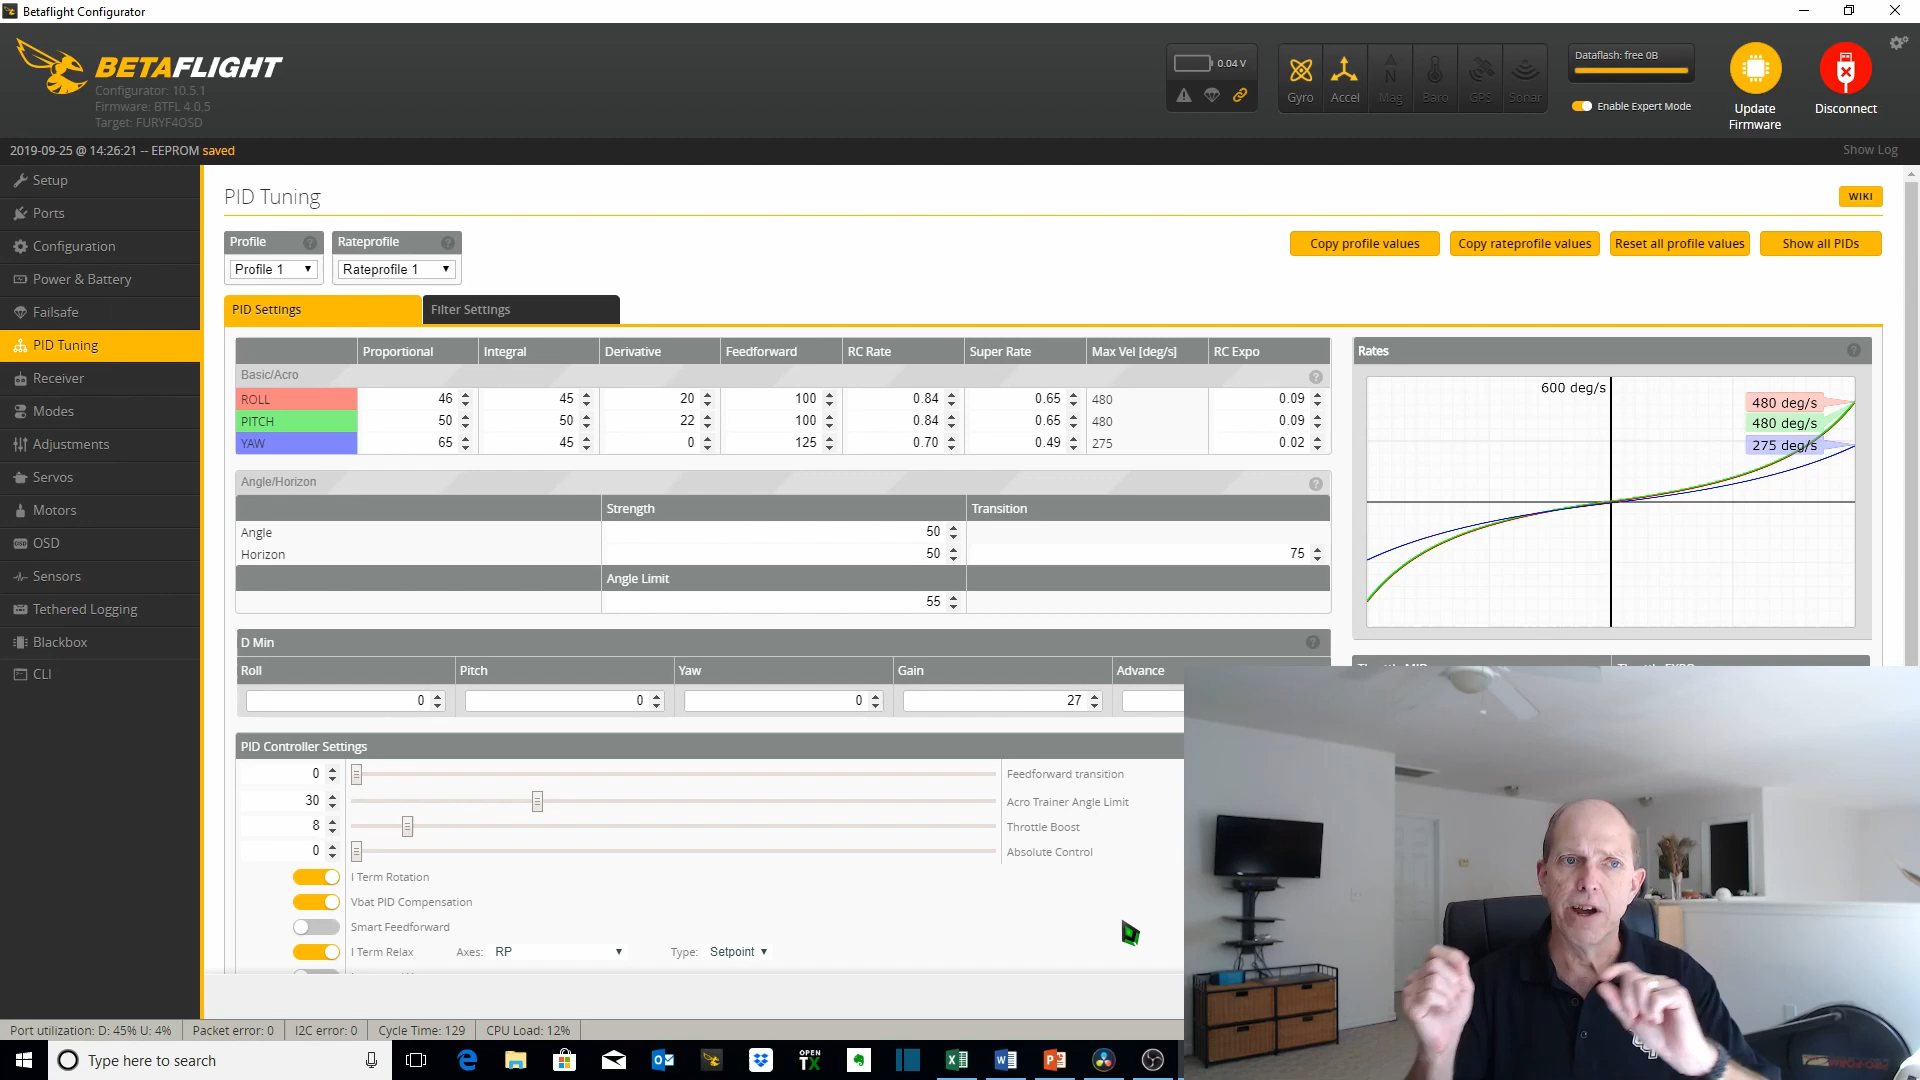 Betaflight Configurator
BETAFLIGHT
Configurator: 10.5.1
Firmware: BTFL 4.0.5
Target: FURYF4OSD
0.04 V
Gyro
Accel
Mag
Baro
GPS
Sonar
Dataflash: free 0B
Enable Expert Mode
Update
Firmware
Disconnect
2019-09-25 @ 14:26:21 -- EEPROM saved
Show Log
Setup
Ports
Configuration
Power & Battery
Failsafe
PID Tuning
Receiver
Modes
Adjustments
Servos
Motors
OSD
Sensors
Tethered Logging
Blackbox
CLI
PID Tuning
WIKI
Profile
Rateprofile
Profile 1
Rateprofile 1
Copy profile values
Copy rateprofile values
Reset all profile values
Show all PIDs
PID Settings
Filter Settings
Proportional Integral Derivative Feedforward RC Rate Super Rate Max Vel [deg/s] RC Expo
Basic/Acro
ROLL 46 45 20 100 0.84 0.65 480 0.09
PITCH 50 50 22 100 0.84 0.65 480 0.09
YAW 65 45 0 125 0.70 0.49 275 0.02
Angle/Horizon
Strength Transition
Angle 50
Horizon 50 75
Angle Limit
55
D Min
Roll Pitch Yaw Gain Advance
0 0 0 27
PID Controller Settings
0 Feedforward transition
30 Acro Trainer Angle Limit
8 Throttle Boost
0 Absolute Control
I Term Rotation
Vbat PID Compensation
Smart Feedforward
I Term Relax Axes: RP Type: Setpoint
Rates
600 deg/s
480 deg/s
480 deg/s
275 deg/s
Port utilization: D: 45% U: 4% Packet error: 0 I2C error: 0 Cycle Time: 129 CPU Load: 12%
Type here to search
OPEN
TX